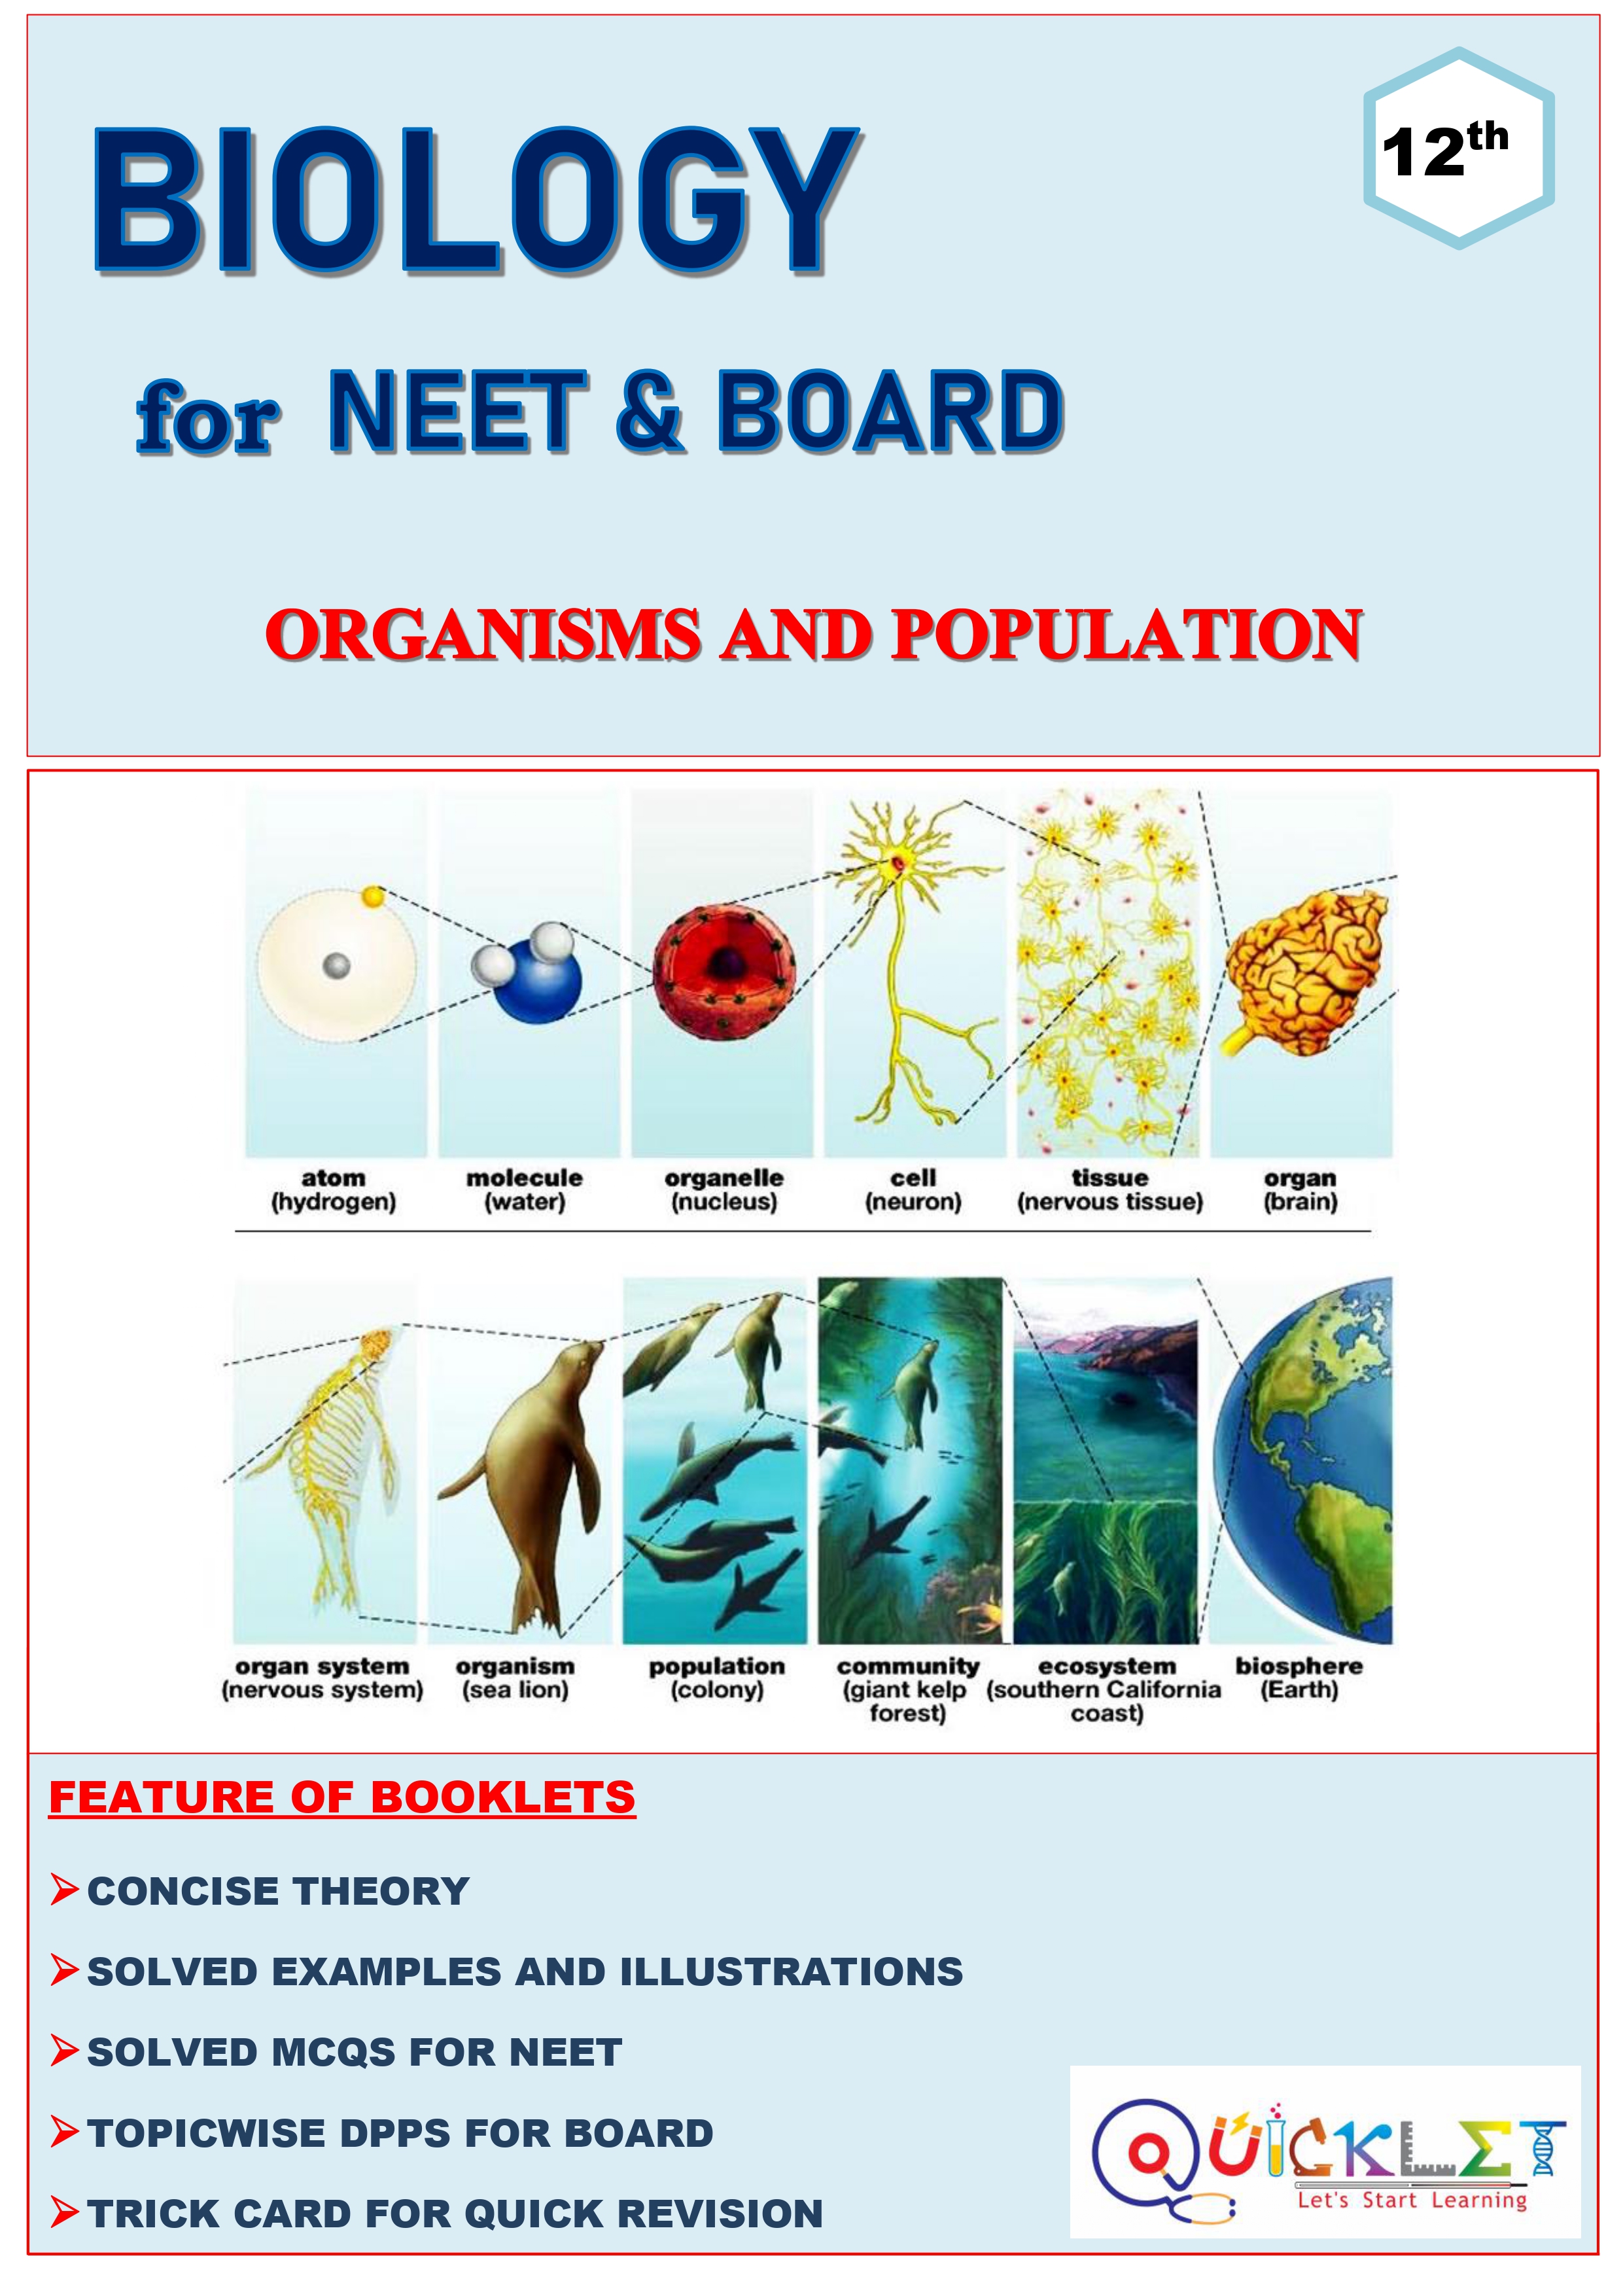 12th
BIOLOGY
for NEET & BOARD
ORGANISMS AND POPULATION
atom molecule organelle cell tissue organ
(hydrogen) (water) (nucleus) (neuron) (nervous tissue) (brain)
organ system organism population community ecosystem biosphere
(nervous system) (sea lion) (colony) (giant kelp (southern California (Earth)
forest) coast)
FEATURE OF BOOKLETS
CONCISE THEORY
SOLVED EXAMPLES AND ILLUSTRATIONS
SOLVED MCQS FOR NEET
TOPICWISE DPPS FOR BOARD
TRICK CARD FOR QUICK REVISION
QUICKLET
Let's Start Learning